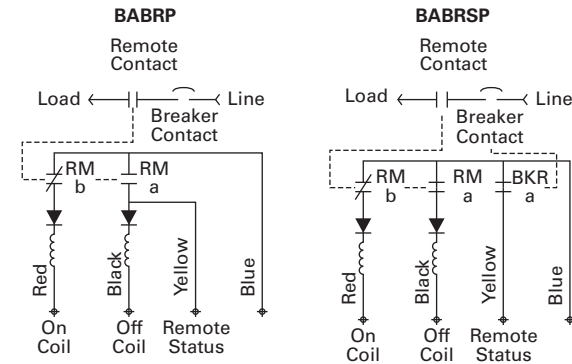 BABRP
Remote
Contact
Load
Line
Breaker
Contact
RM
b
RM
a
Red
Black
Yellow
Blue
On
Coil
Off
Coil
Remote
Status
BABRSP
Remote
Contact
Load
Line
Breaker
Contact
RM
b
RM
a
BKR
a
Red
Black
Yellow
Blue
On
Coil
Off
Coil
Remote
Status